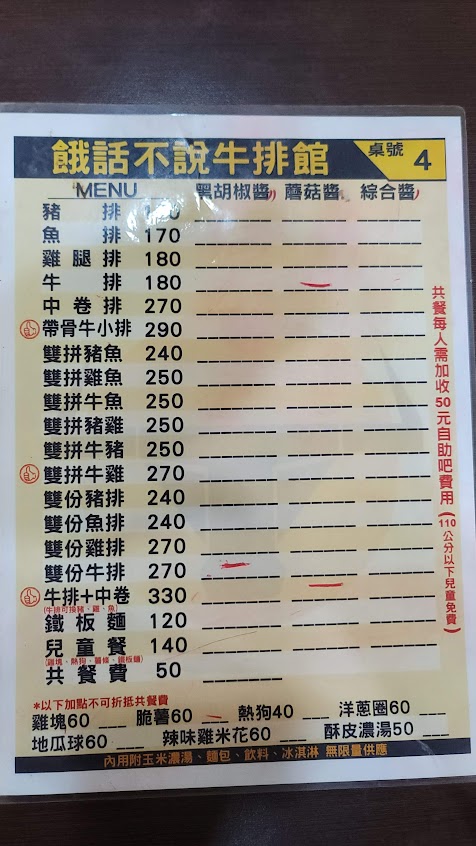 餓話不說牛排館 桌號 4
MENU 黑胡椒醬 蘑菇醬 綜合醬
豬排
魚排 170
雞腿排 180
牛排 180
中卷排 270
帶骨牛小排 290
雙拼豬魚 240
雙拼雞魚 250
雙拼牛魚 250
雙拼豬雞 250
雙拼牛豬 250
雙拼牛雞 270
雙份豬排 240
雙份魚排 240
雙份雞排 270
雙份牛排 270
牛排+中卷 330
(牛排可換豬、雞、魚)
鐵板麵 120
兒童餐 140
(雞塊、熱狗、薯條、鐵板麵)
共餐費 50
共餐每人需加收50元自助吧費用(110公分以下兒童免費)
*以下加點不可折抵共餐費
雞塊60 脆薯60 熱狗40 洋蔥圈60
地瓜球60 辣味雞米花60 酥皮濃湯50
內用附玉米濃湯、麵包、飲料、冰淇淋 無限量供應